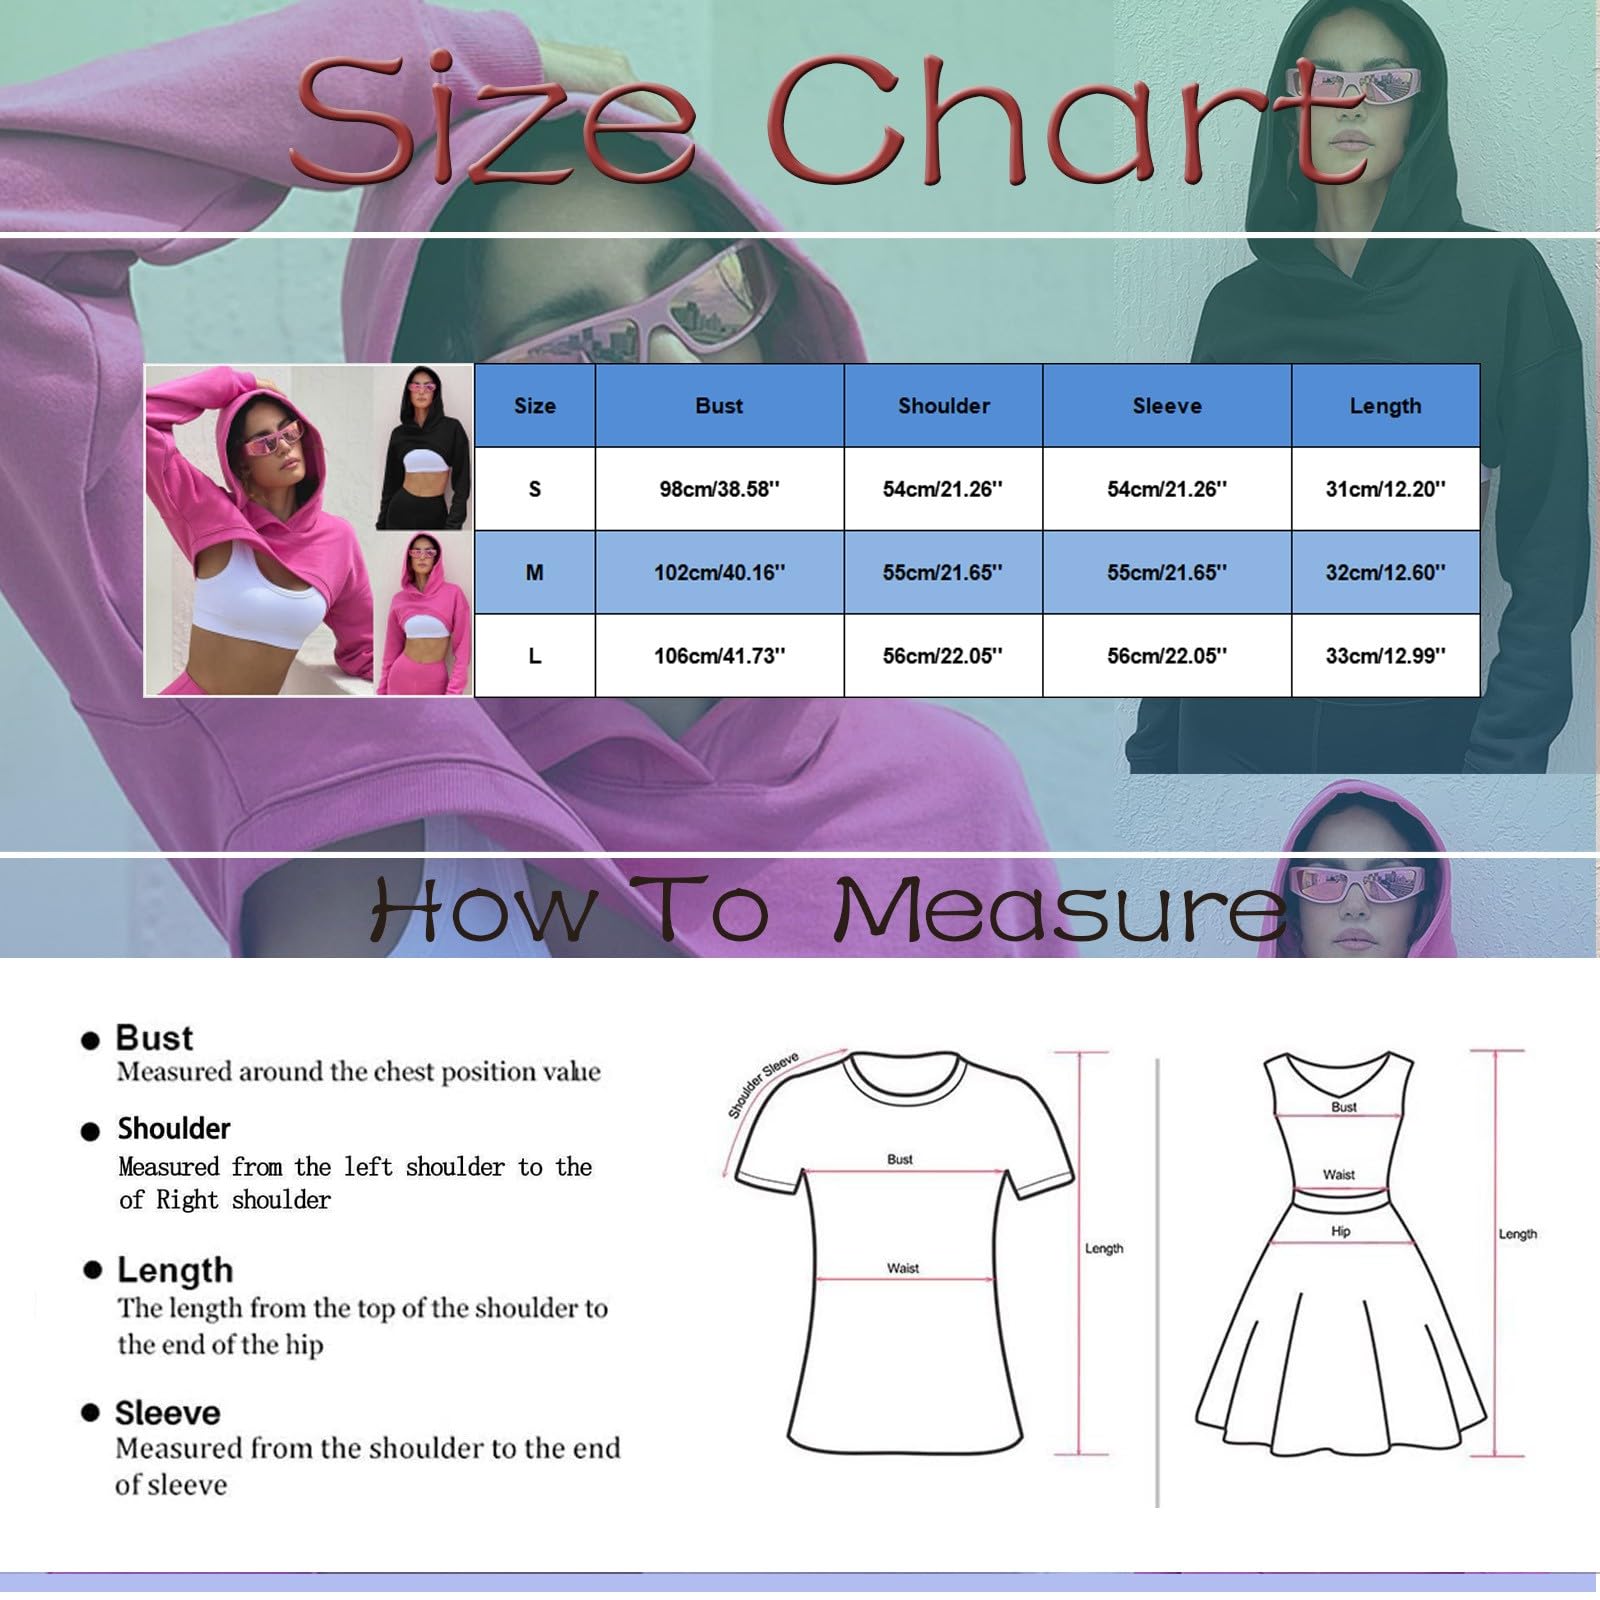 Size Chart
Size Bust Shoulder Sleeve Length
S 98cm/38.58'' 54cm/21.26'' 54cm/21.26'' 31cm/12.20''
M 102cm/40.16'' 55cm/21.65'' 55cm/21.65'' 32cm/12.60''
L 106cm/41.73'' 56cm/22.05'' 56cm/22.05'' 33cm/12.99''
How To Measure
Bust
Measured around the chest position value
Shoulder
Measured from the left shoulder to the
of Right shoulder
Length
The length from the top of the shoulder to
the end of the hip
Sleeve
Measured from the shoulder to the end
of sleeve
Shoulder Sleeve
Bust
Waist
Length
Bust
Waist
Hip
Length